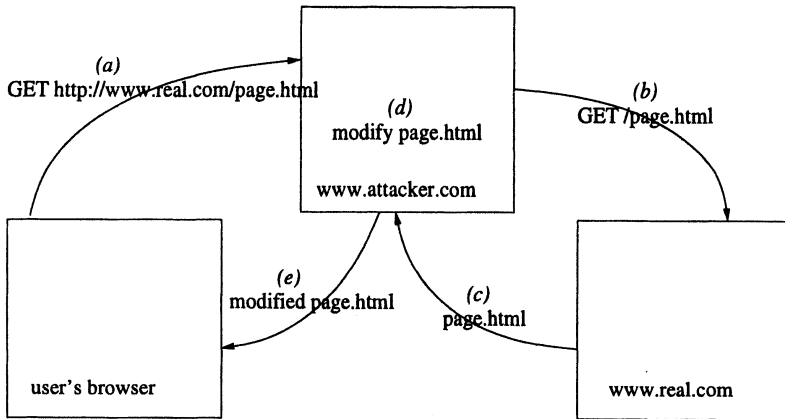 (a)
GET http://www.real.com/page.html
(b)
GET /page.html
(d)
modify page.html
www.attacker.com
(e)
modified page.html
(c)
page.html
user's browser
www.real.com